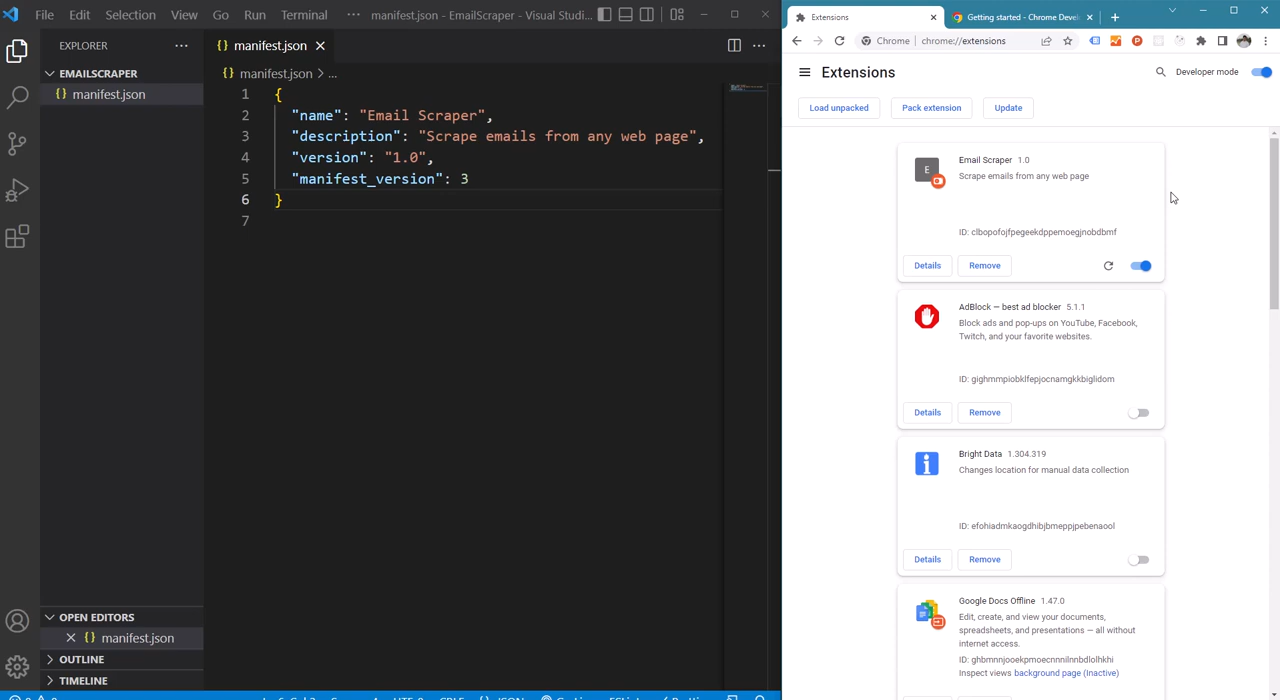 File Edit Selection View Go Run Terminal ··· manifest.json - EmailScraper - Visual Studi...
EXPLORER ···
EMAILSCRAPER
{} manifest.json
OPEN EDITORS
{} manifest.json
OUTLINE
TIMELINE
{} manifest.json
{} manifest.json > ...
1 {
2 "name": "Email Scraper",
3 "description": "Scrape emails from any web page",
4 "version": "1.0",
5 "manifest_version": 3
6 }
7
Extensions
Getting started - Chrome Devel
Chrome | chrome://extensions
Extensions
Developer mode
Load unpacked
Pack extension
Update
E
Email Scraper 1.0
Scrape emails from any web page
ID: clbopofojfpegeekdppemoegjnobdbmf
Details Remove
AdBlock — best ad blocker 5.1.1
Block ads and pop-ups on YouTube, Facebook,
Twitch, and your favorite websites.
ID: gighmmpiobklfepjocnamgkkbiglidom
Details Remove
Bright Data 1.304.319
Changes location for manual data collection
ID: efohiadmkaogdhibjbmeppjpebenaool
Details Remove
Google Docs Offline 1.47.0
Edit, create, and view your documents,
spreadsheets, and presentations — all without
internet access.
ID: ghbmnnjooekpmoecnnnilnnbdlolhkhi
Inspect views background page (Inactive)